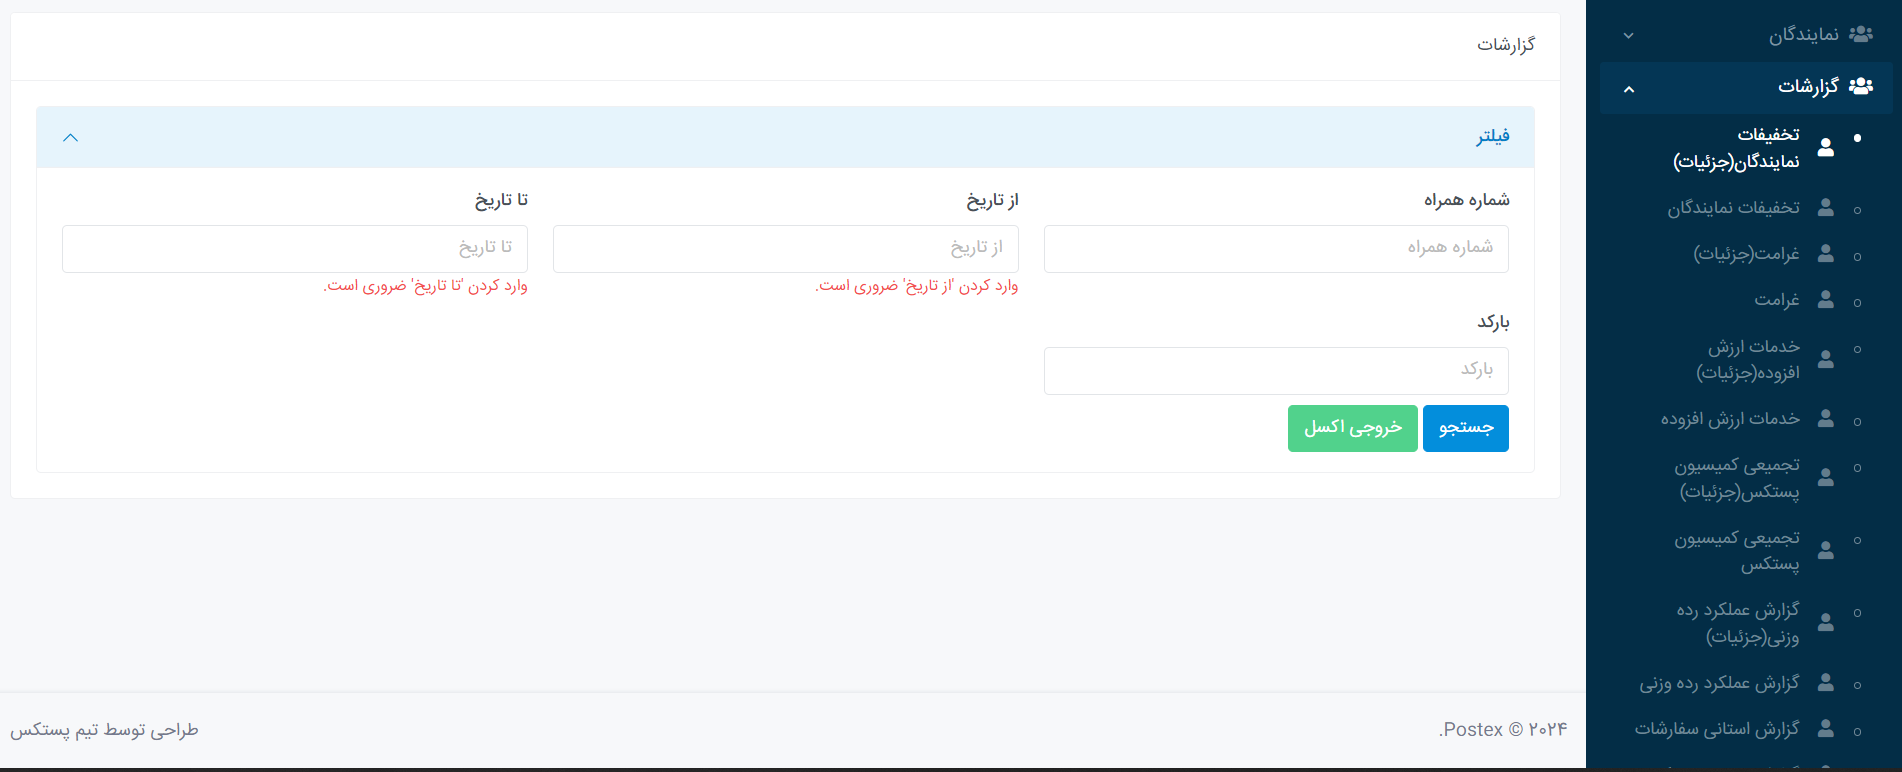 نمایندگان
گزارشات
تخفیفات
نمایندگان(جزئیات)
تخفیفات نمایندگان
غرامت(جزئیات)
غرامت
خدمات ارزش
افزوده(جزئیات)
خدمات ارزش افزوده
تجمیعی کمیسیون
پستکس(جزئیات)
تجمیعی کمیسیون
پستکس
گزارش عملکرد رده
وزنی(جزئیات)
گزارش عملکرد رده وزنی
گزارش استانی سفارشات
گزارشات
فیلتر
شماره همراه
از تاریخ
تا تاریخ
شماره همراه
از تاریخ
تا تاریخ
وارد کردن 'از تاریخ' ضروری است.
وارد کردن 'تا تاریخ' ضروری است.
بارکد
بارکد
جستجو
خروجی اکسل
۲۰۲۴ © Postex.
طراحی توسط تیم پستکس